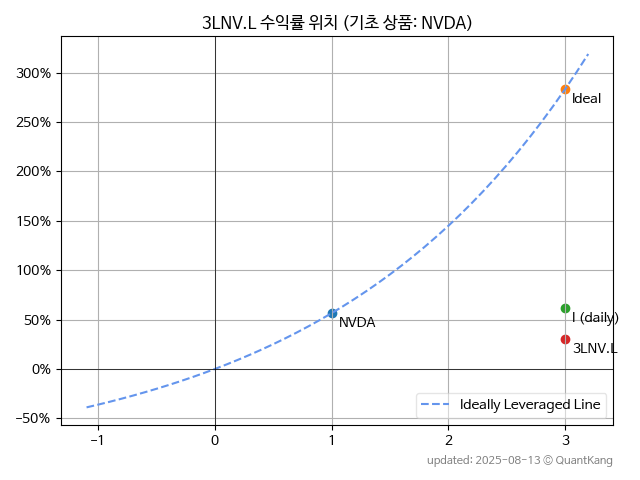 3LNV.L 수익률 위치 (기초 상품: NVDA)
300%
250%
200%
150%
100%
50%
0%
−50%
Ideal
I (daily)
NVDA
3LNV.L
Ideally Leveraged Line
−1 0 1 2 3
updated: 2025-08-13 © QuantKang